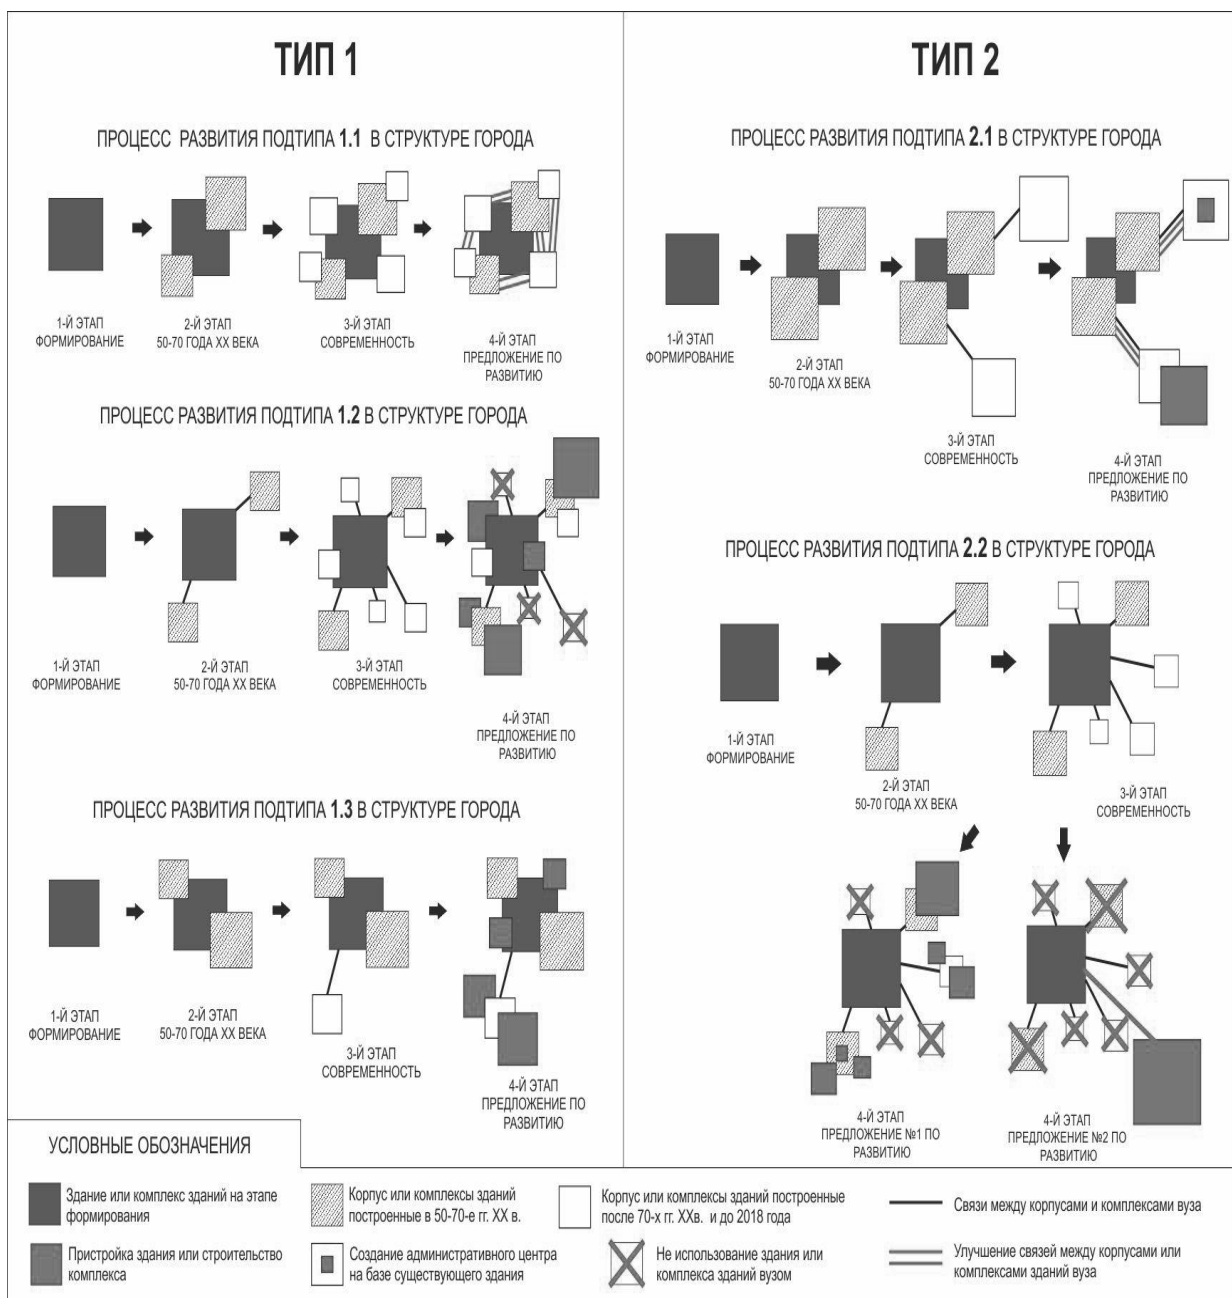 ТИП 1
ПРОЦЕСС РАЗВИТИЯ ПОДТИПА 1.1 В СТРУКТУРЕ ГОРОДА
1-Й ЭТАП
ФОРМИРОВАНИЕ
2-Й ЭТАП
50-70 ГОДА XX ВЕКА
3-Й ЭТАП
СОВРЕМЕННОСТЬ
4-Й ЭТАП
ПРЕДЛОЖЕНИЕ ПО
РАЗВИТИЮ
ПРОЦЕСС РАЗВИТИЯ ПОДТИПА 1.2 В СТРУКТУРЕ ГОРОДА
1-Й ЭТАП
ФОРМИРОВАНИЕ
2-Й ЭТАП
50-70 ГОДА XX ВЕКА
3-Й ЭТАП
СОВРЕМЕННОСТЬ
4-Й ЭТАП
ПРЕДЛОЖЕНИЕ ПО
РАЗВИТИЮ
ПРОЦЕСС РАЗВИТИЯ ПОДТИПА 1.3 В СТРУКТУРЕ ГОРОДА
1-Й ЭТАП
ФОРМИРОВАНИЕ
2-Й ЭТАП
50-70 ГОДА XX ВЕКА
3-Й ЭТАП
СОВРЕМЕННОСТЬ
4-Й ЭТАП
ПРЕДЛОЖЕНИЕ ПО
РАЗВИТИЮ
ТИП 2
ПРОЦЕСС РАЗВИТИЯ ПОДТИПА 2.1 В СТРУКТУРЕ ГОРОДА
1-Й ЭТАП
ФОРМИРОВАНИЕ
2-Й ЭТАП
50-70 ГОДА XX ВЕКА
3-Й ЭТАП
СОВРЕМЕННОСТЬ
4-Й ЭТАП
ПРЕДЛОЖЕНИЕ ПО
РАЗВИТИЮ
ПРОЦЕСС РАЗВИТИЯ ПОДТИПА 2.2 В СТРУКТУРЕ ГОРОДА
1-Й ЭТАП
ФОРМИРОВАНИЕ
2-Й ЭТАП
50-70 ГОДА XX ВЕКА
3-Й ЭТАП
СОВРЕМЕННОСТЬ
4-Й ЭТАП
ПРЕДЛОЖЕНИЕ №1 ПО
РАЗВИТИЮ
4-Й ЭТАП
ПРЕДЛОЖЕНИЕ №2 ПО
РАЗВИТИЮ
УСЛОВНЫЕ ОБОЗНАЧЕНИЯ
Здание или комплекс зданий на этапе
формирования
Корпус или комплексы зданий
построенные в 50-70-е гг. XX в.
Корпус или комплексы зданий построенные
после 70-х гг. XXв. и до 2018 года
Связи между корпусами и комплексами вуза
Пристройка здания или строительство
комплекса
Создание административного центра
на базе существующего здания
Не использование здания или
комплекса зданий вузом
Улучшение связей между корпусами или
комплексами зданий вуза